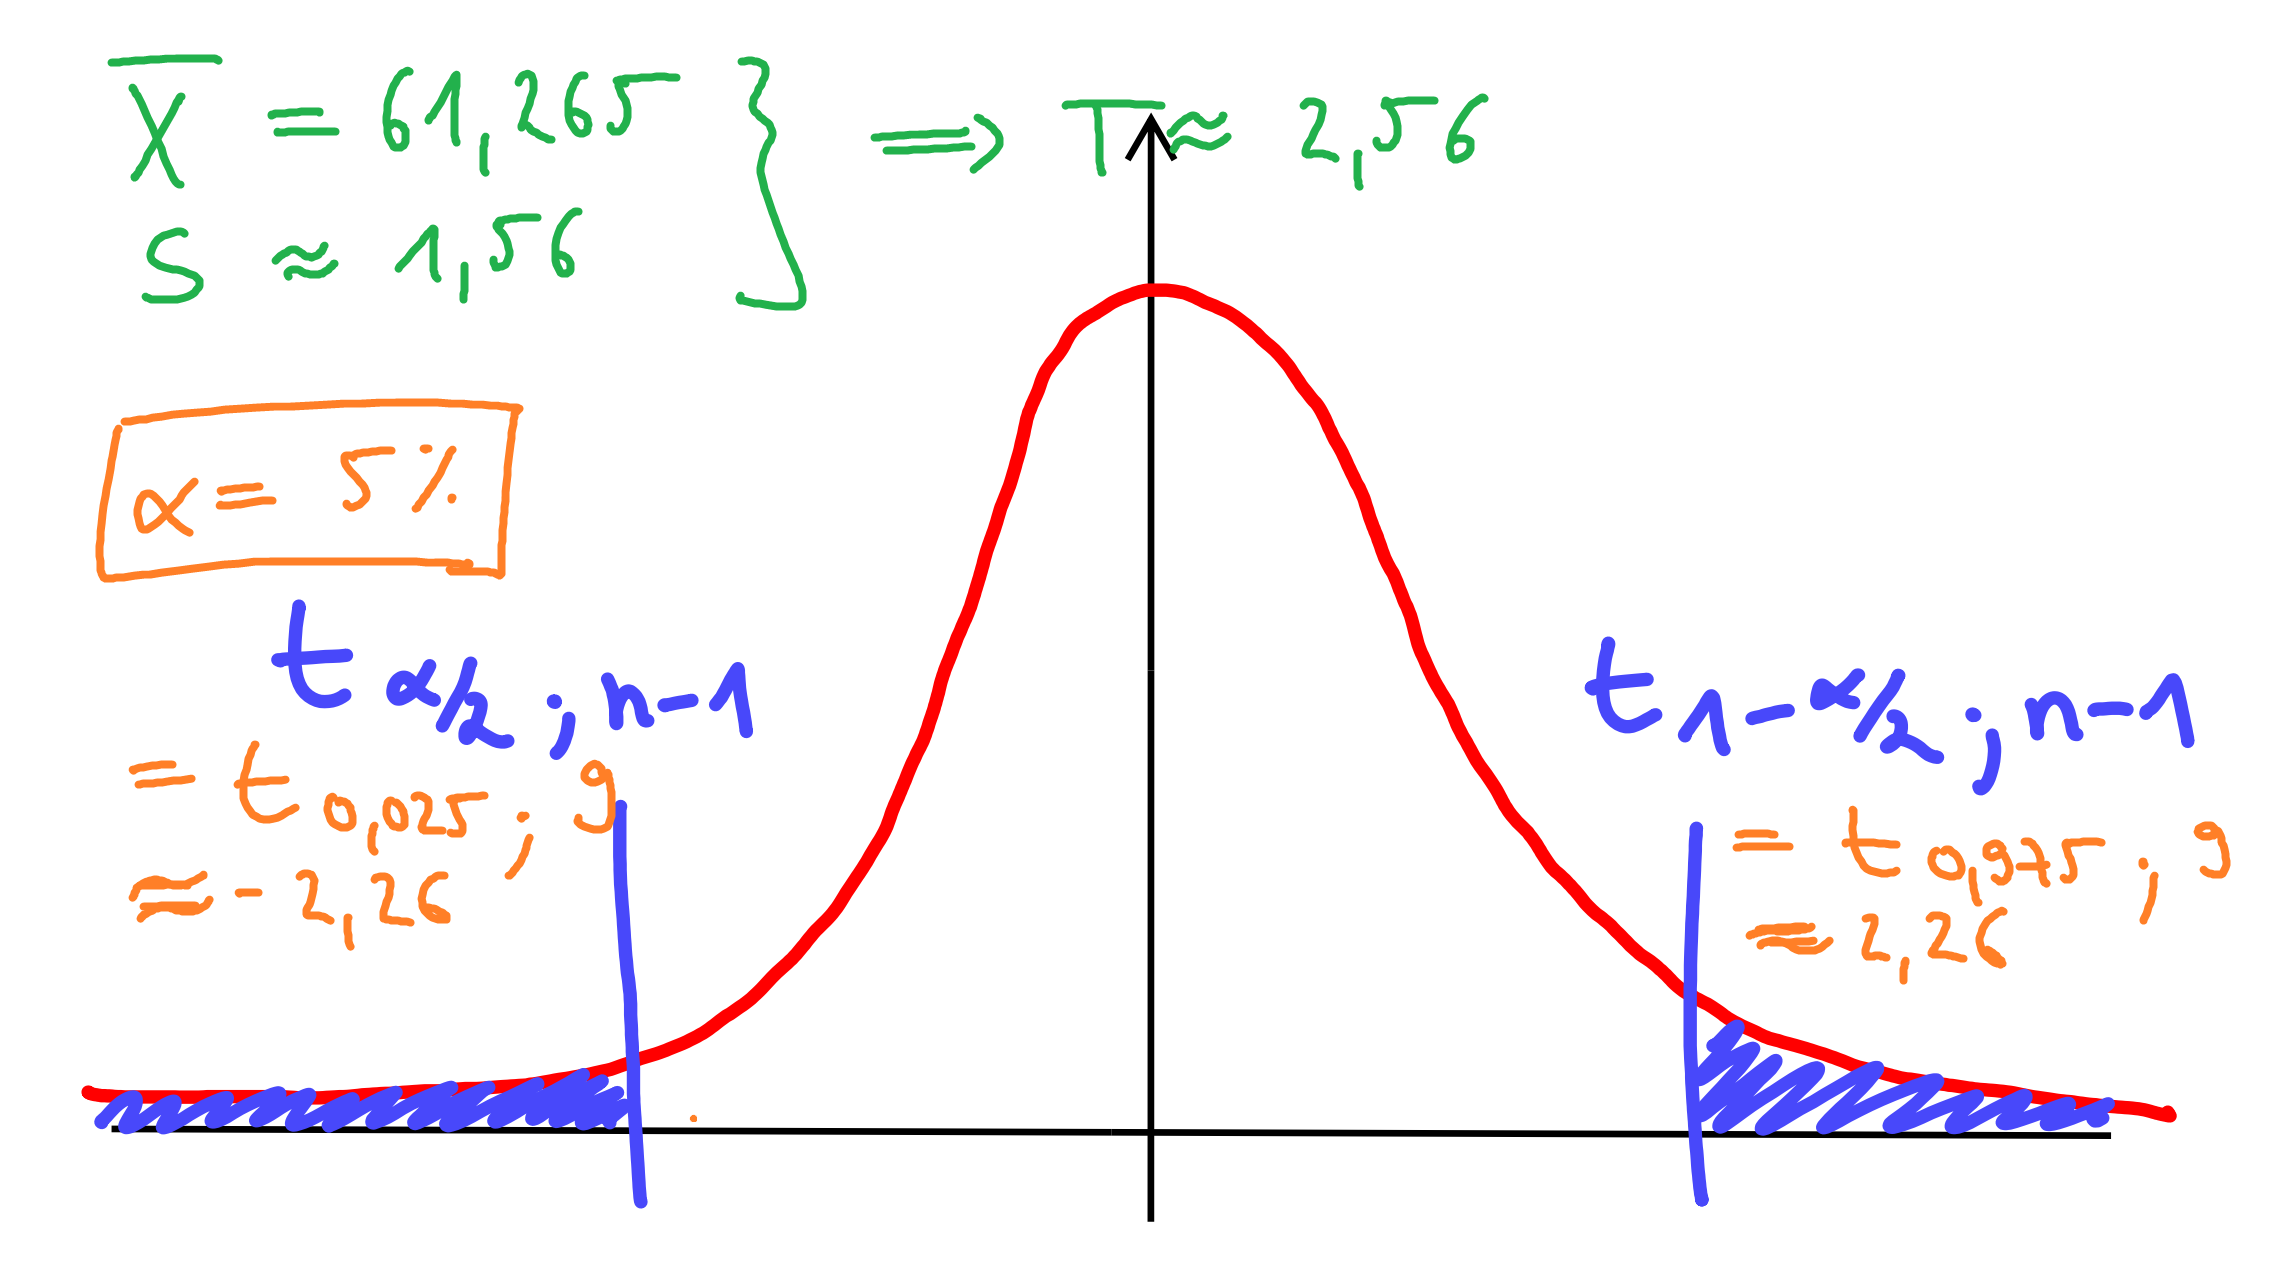 X̅ = 61,265
S ≈ 1,56
⟹ T ≈ 2,56
α = 5%
t α/2 ; n-1
= t 0,025 ; 9
≈ - 2,26
t 1-α/2 ; n-1
= t 0,975 ; 9
≈ 2,26